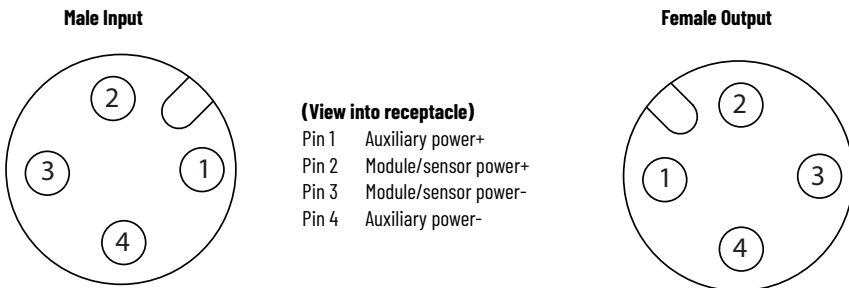 Male Input
Female Output
2
1
3
4
(View into receptacle)
Pin 1 Auxiliary power+
Pin 2 Module/sensor power+
Pin 3 Module/sensor power-
Pin 4 Auxiliary power-
2
1
3
4